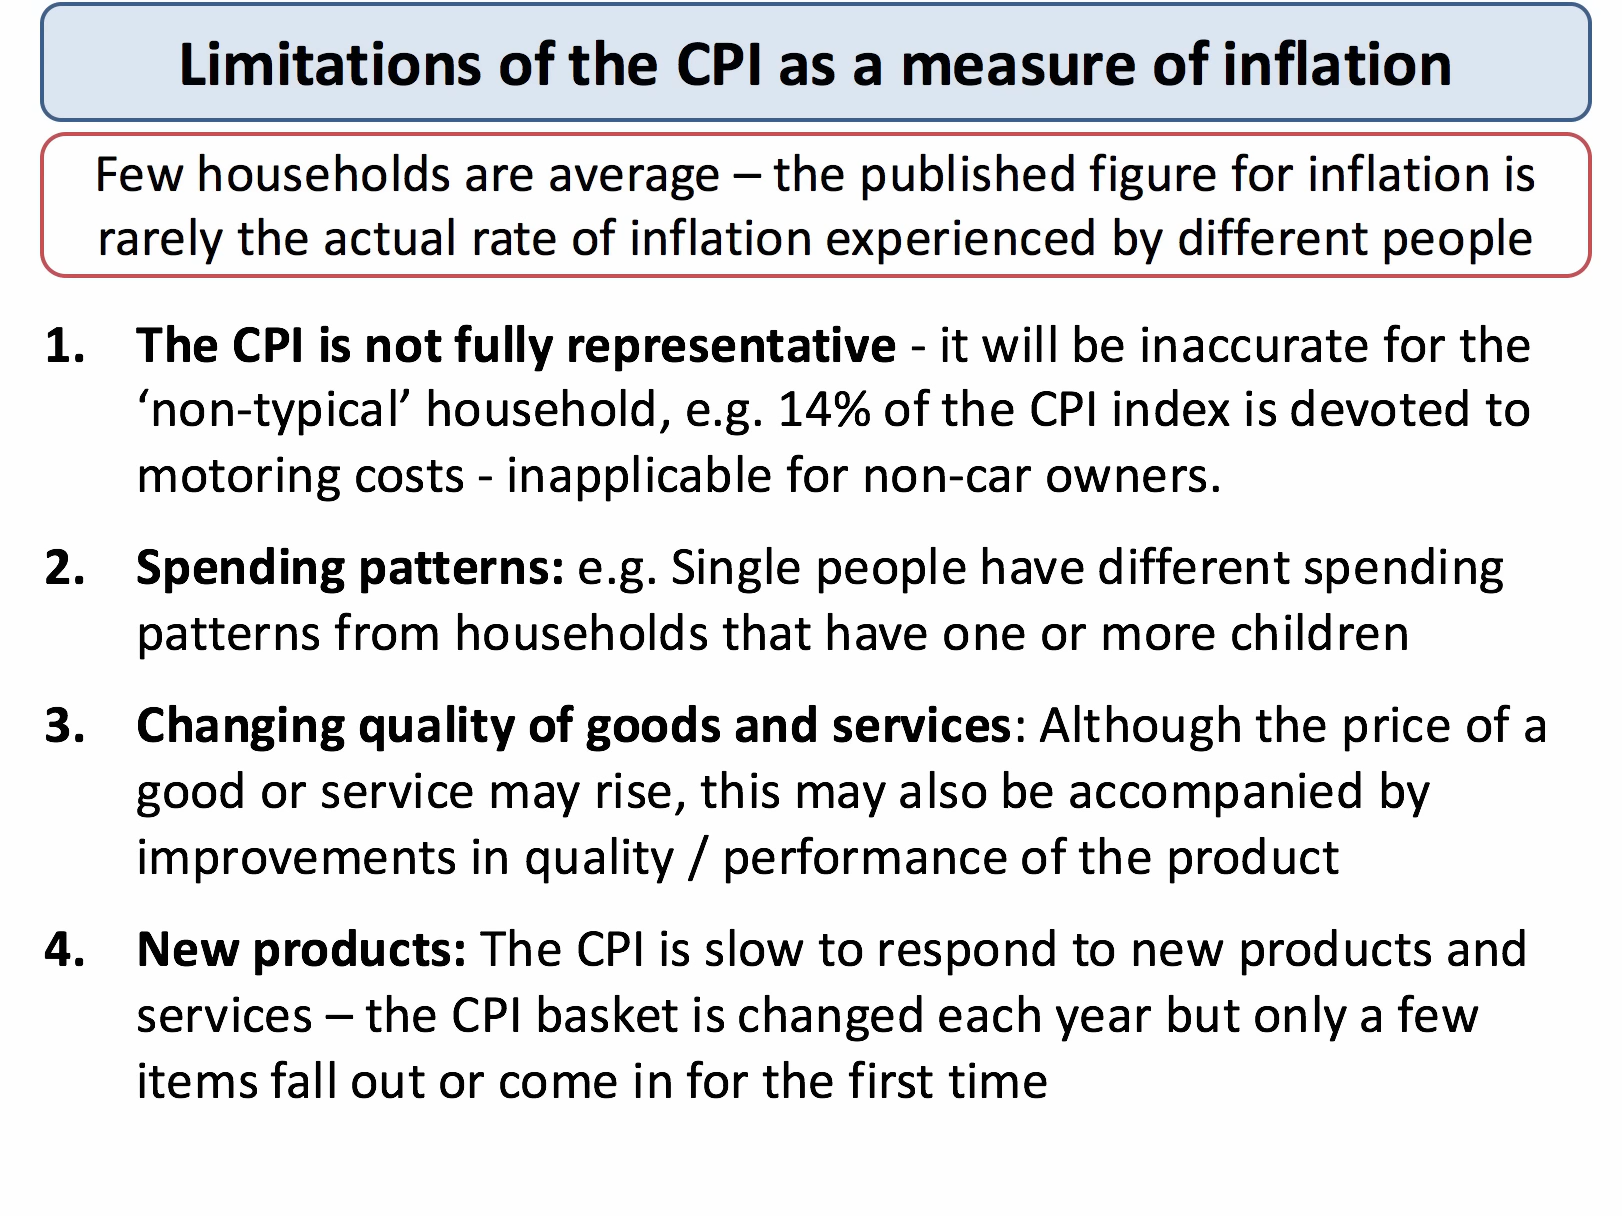 Limitations of the CPI as a measure of inflation
Few households are average – the published figure for inflation is
rarely the actual rate of inflation experienced by different people
1. The CPI is not fully representative - it will be inaccurate for the
‘non-typical’ household, e.g. 14% of the CPI index is devoted to
motoring costs - inapplicable for non-car owners.
2. Spending patterns: e.g. Single people have different spending
patterns from households that have one or more children
3. Changing quality of goods and services: Although the price of a
good or service may rise, this may also be accompanied by
improvements in quality / performance of the product
4. New products: The CPI is slow to respond to new products and
services – the CPI basket is changed each year but only a few
items fall out or come in for the first time